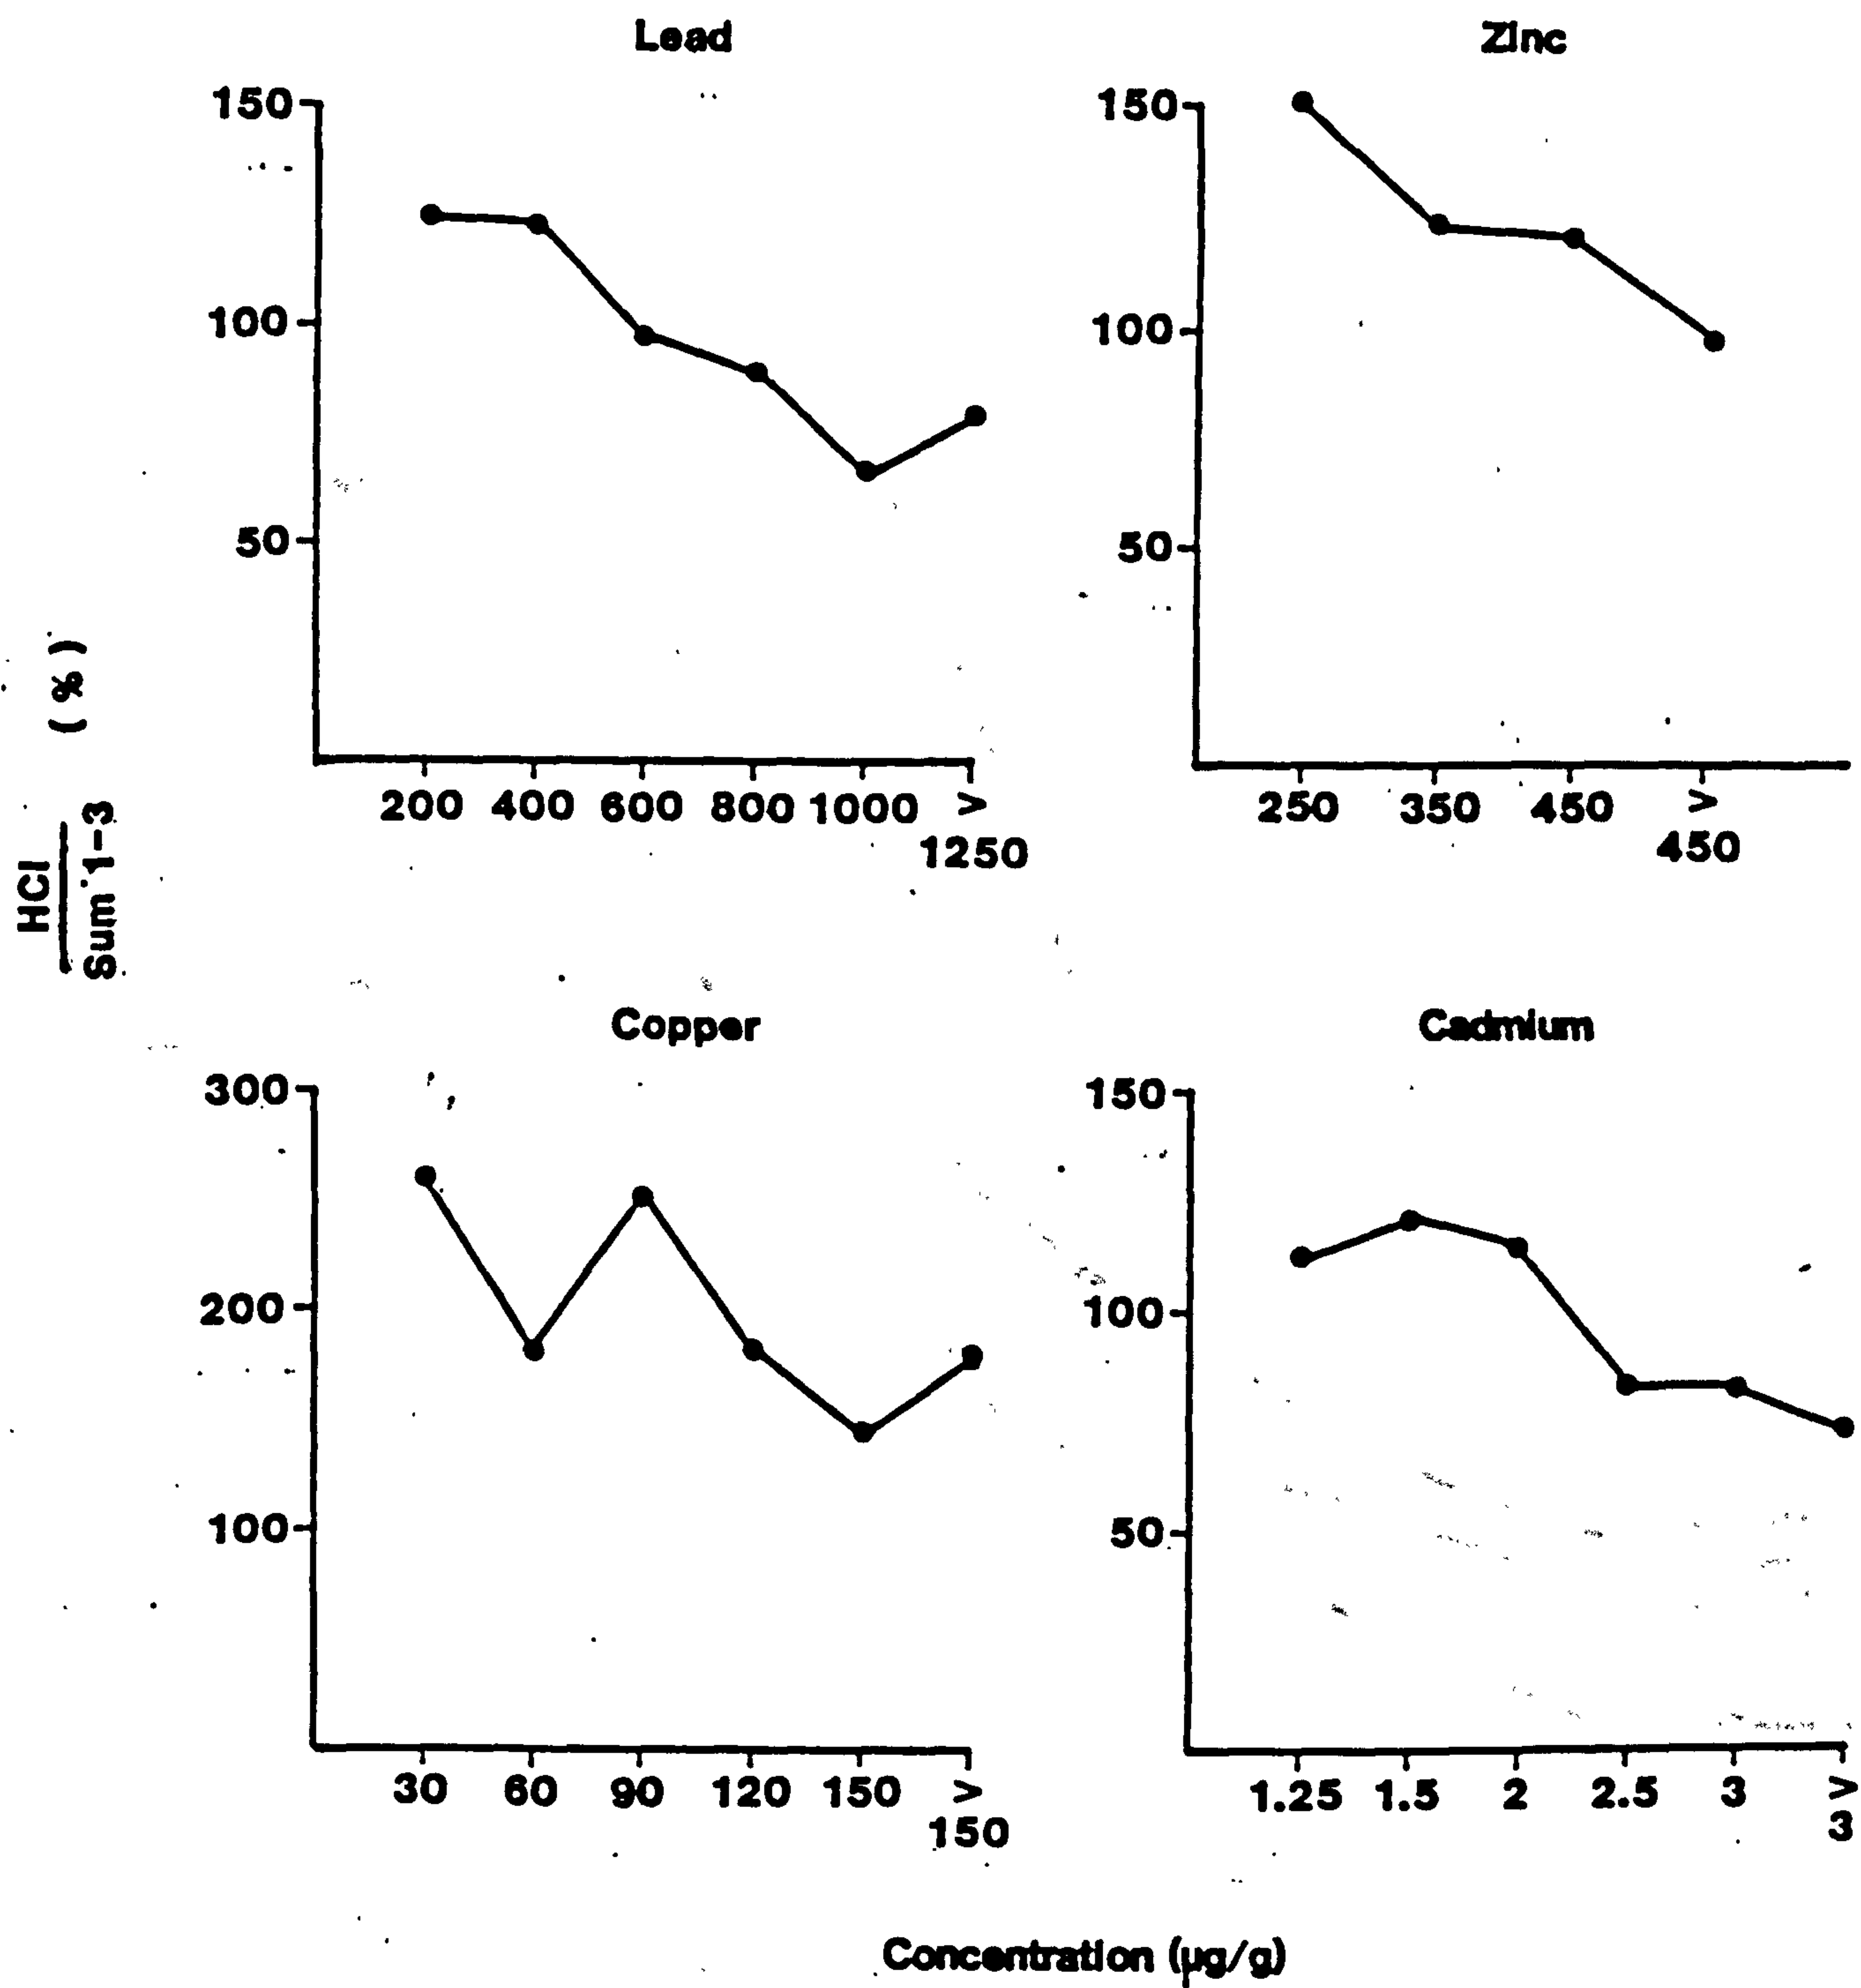 Lead
150
100
50
200 400 600 800 1000 >
1250
Zinc
150
100
50
250 350 450 >
450
HCl
Sum 1-3
(%)
Copper
300
200
100
30 60 90 120 150 >
150
Cadmium
150
100
50
1.25 1.5 2 2.5 3 >
3
Concentration (µg/g)